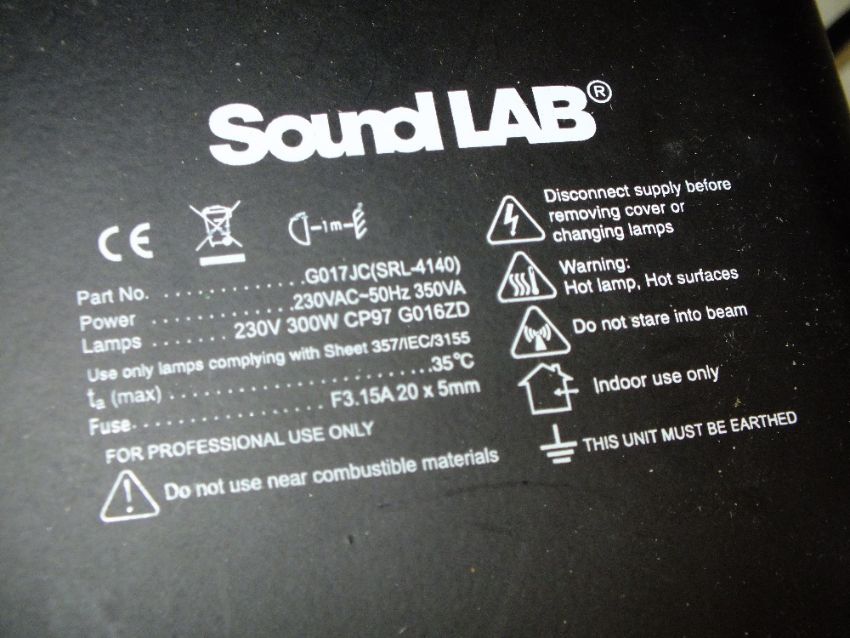 Sound LAB®
CE
-1m-
Part No. . . . . . . . . . . . . . . G017JC(SRL-4140)
Power . . . . . . . . . . . . . 230VAC~50Hz 350VA
Lamps . . . . . . . 230V 300W CP97 G016ZD
Use only lamps complying with Sheet 357/IEC/3155
ta (max) . . . . . . . . . . . . . . . . . . . . . . . 35°C
Fuse. . . . . . . . . . . . . . . . . F3.15A 20 x 5mm
FOR PROFESSIONAL USE ONLY
Do not use near combustible materials
Disconnect supply before
removing cover or
changing lamps
Warning:
Hot lamp, Hot surfaces
Do not stare into beam
Indoor use only
THIS UNIT MUST BE EARTHED